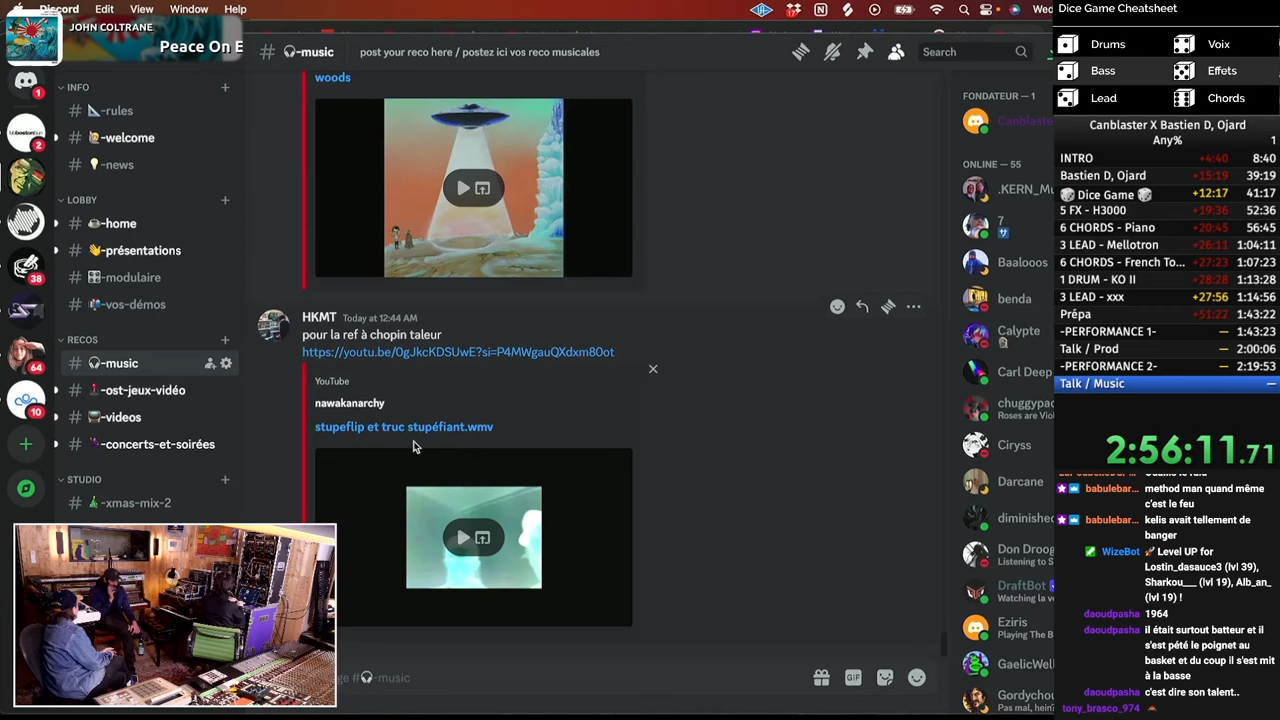 Discord Edit View Window Help
JOHN COLTRANE
Peace On E
1
2
38
64
10
INFO
# -rules
# -welcome
# -news
LOBBY
# -home
# -présentations
# -modulaire
# -vos-démos
RECOS
# -music
# -ost-jeux-vidéo
# -videos
# -concerts-et-soirées
STUDIO
# -xmas-mix-2
# -music
post your reco here / postez ici vos reco musicales
Search
woods
HKMT Today at 12:44 AM
pour la ref à chopin taleur
https://youtu.be/0gJkcKDSUwE?si=P4MWgauQXdxm80ot
YouTube
nawakanarchy
stupeflip et truc stupéfiant.wmv
ge # -music
GIF
FONDATEUR — 1
Canblaster
ONLINE — 55
.KERN_Mu
7
サ
Baalooos
benda
Calypte
Carl Deep
chuggypac
Roses are Viol
Ciryss
Darcane
diminished
Don Droog
Listening to S
DraftBot
Watching la v
Eziris
Playing The B
GaelicWell
Gordychou
Pas mal, hein?
Dice Game Cheatsheet
Drums Voix
Bass Effets
Lead Chords
Canblaster X Bastien D, Ojard
Any% 1
INTRO +4:40 8:40
Bastien D, Ojard +15:19 39:19
🎲 Dice Game 🎲 +12:17 41:17
5 FX - H3000 +19:36 52:36
6 CHORDS - Piano +20:45 56:45
3 LEAD - Mellotron +26:11 1:04:11
6 CHORDS - French To... +27:23 1:07:23
1 DRUM - KO II +28:28 1:13:28
3 LEAD - xxx +27:56 1:14:56
Prépa +51:22 1:43:22
-PERFORMANCE 1- — 1:43:23
Talk / Prod — 2:00:06
-PERFORMANCE 2- — 2:19:53
Talk / Music —
2:56:11.71
babulebar... method man quand même
c'est le feu
babulebar... kelis avait tellement de
banger
WizeBot 🚀 Level UP for
Lostin_dasauce3 (lvl 39),
Sharkou__ (lvl 19), Alb_an_
(lvl 19) !
daoudpasha 1964
daoudpasha il était surtout batteur et il
s'est pété le poignet au
basket et du coup il s'est mit
à la basse
daoudpasha c'est dire son talent..
tony_brasco_974